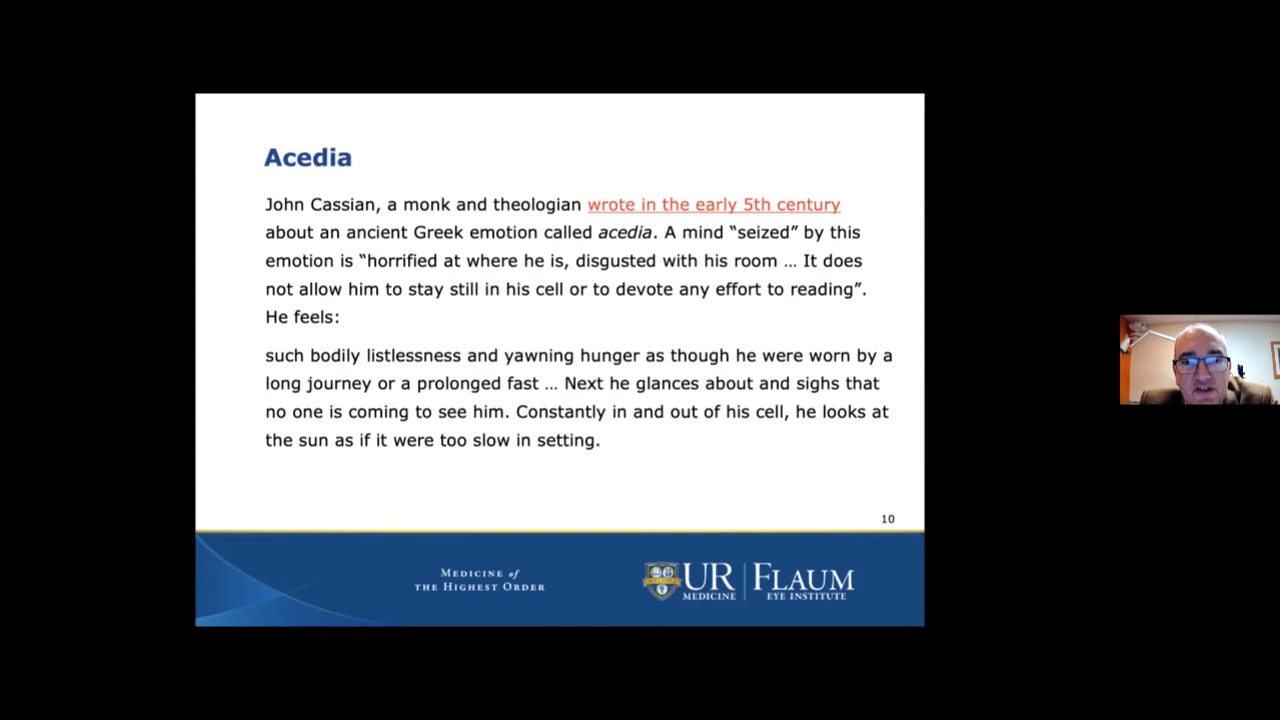 Acedia
John Cassian, a monk and theologian wrote in the early 5th century
about an ancient Greek emotion called acedia. A mind “seized” by this
emotion is “horrified at where he is, disgusted with his room … It does
not allow him to stay still in his cell or to devote any effort to reading”.
He feels:
such bodily listlessness and yawning hunger as though he were worn by a
long journey or a prolonged fast … Next he glances about and sighs that
no one is coming to see him. Constantly in and out of his cell, he looks at
the sun as if it were too slow in setting.
10
MEDICINE of
THE HIGHEST ORDER
UR
MEDICINE
FLAUM
EYE INSTITUTE